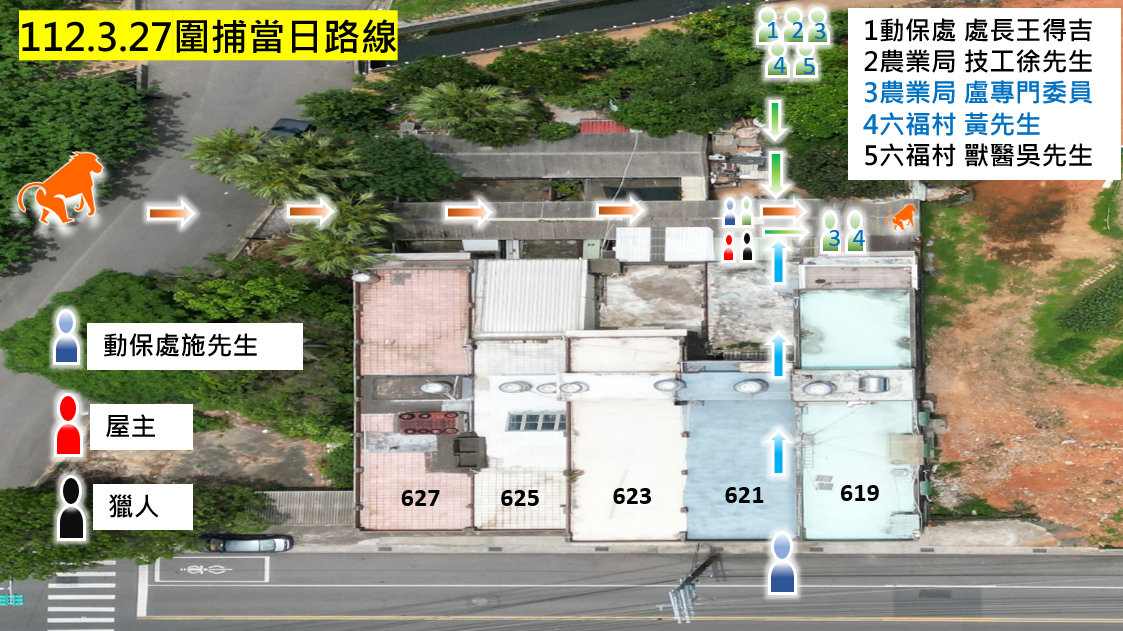 112.3.27圍捕當日路線
1 2 3
4 5
1動保處 處長王得吉
2農業局 技工徐先生
3農業局 盧專門委員
4六福村 黃先生
5六福村 獸醫吳先生
3 4
動保處施先生
屋主
獵人
627 625 623 621 619